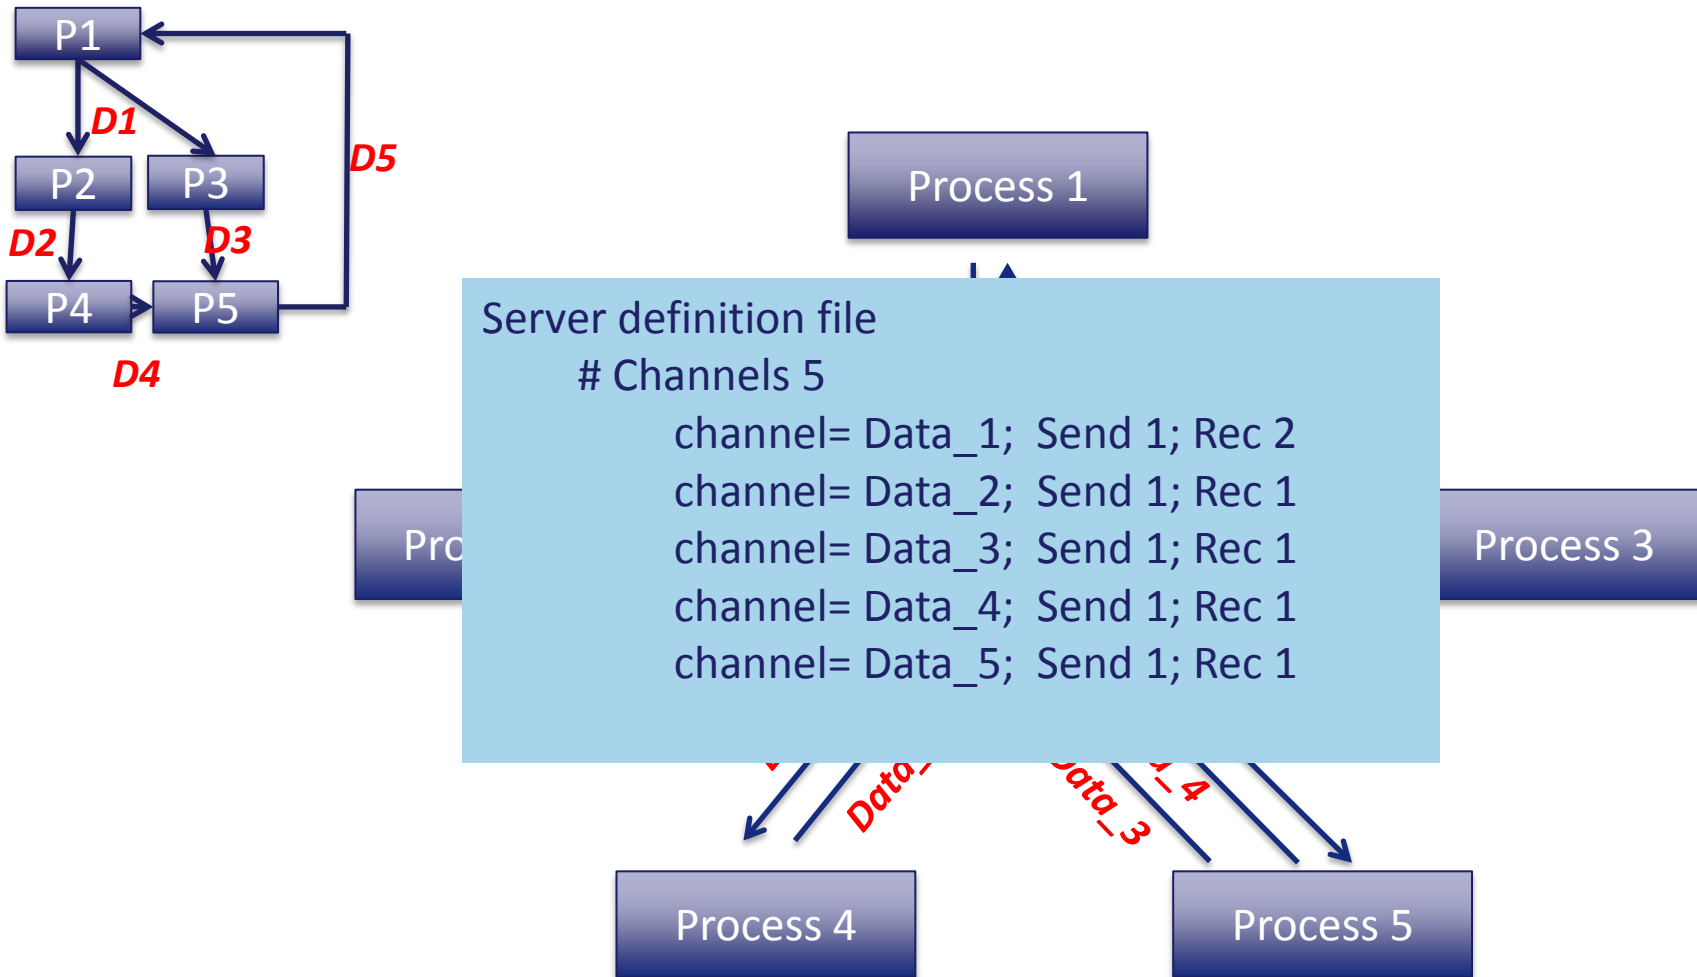 P1
D1
D5
P2
P3
D2
D3
P4
P5
D4
Process 1
Server definition file
# Channels 5
channel= Data_1;  Send 1; Rec 2
channel= Data_2;  Send 1; Rec 1
channel= Data_3;  Send 1; Rec 1
channel= Data_4;  Send 1; Rec 1
channel= Data_5;  Send 1; Rec 1
Process 3
Data_3
Process 4
Process 5